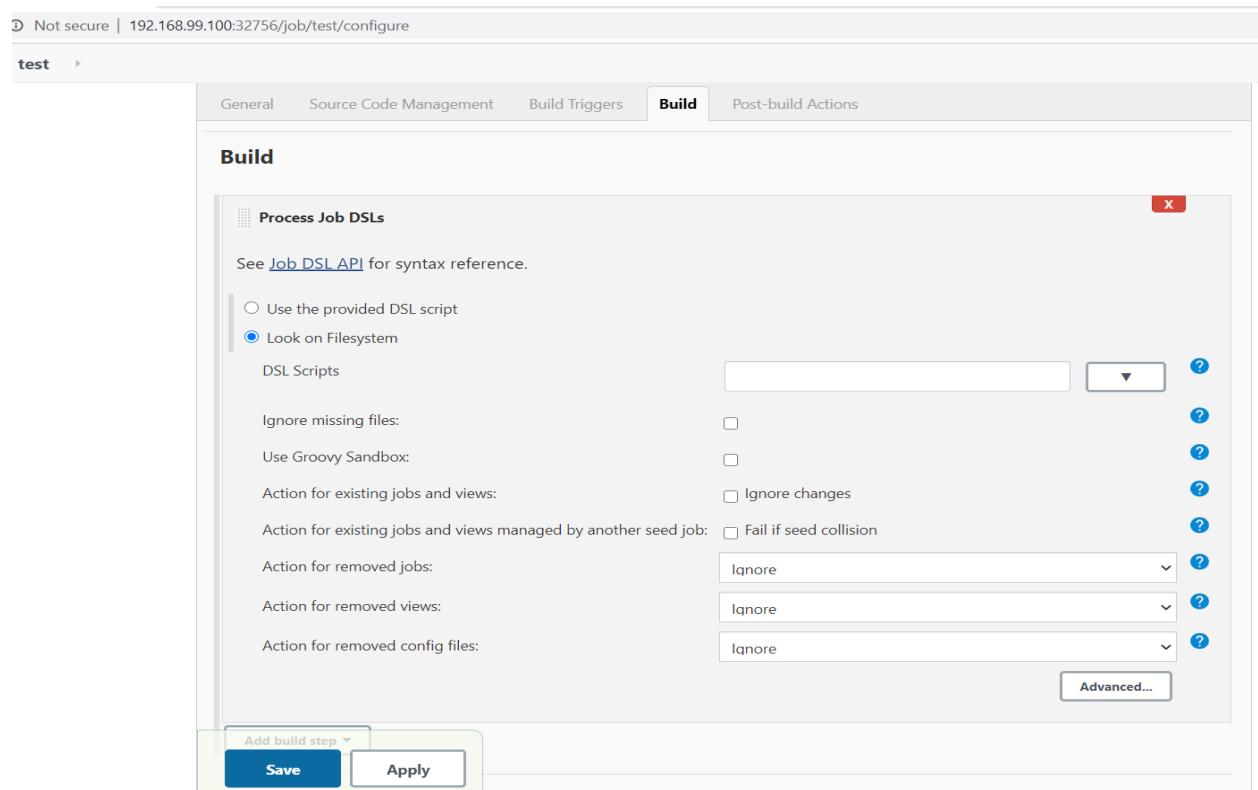 Not secure | 192.168.99.100:32756/job/test/configure
test
General Source Code Management Build Triggers Build Post-build Actions
Build
Process Job DSLs
X
See Job DSL API for syntax reference.
Use the provided DSL script
Look on Filesystem
DSL Scripts
?
Ignore missing files:
?
Use Groovy Sandbox:
?
Action for existing jobs and views: Ignore changes
?
Action for existing jobs and views managed by another seed job: Fail if seed collision
?
Action for removed jobs: Ignore
?
Action for removed views: Ignore
?
Action for removed config files: Ignore
?
Advanced...
Add build step
Save Apply